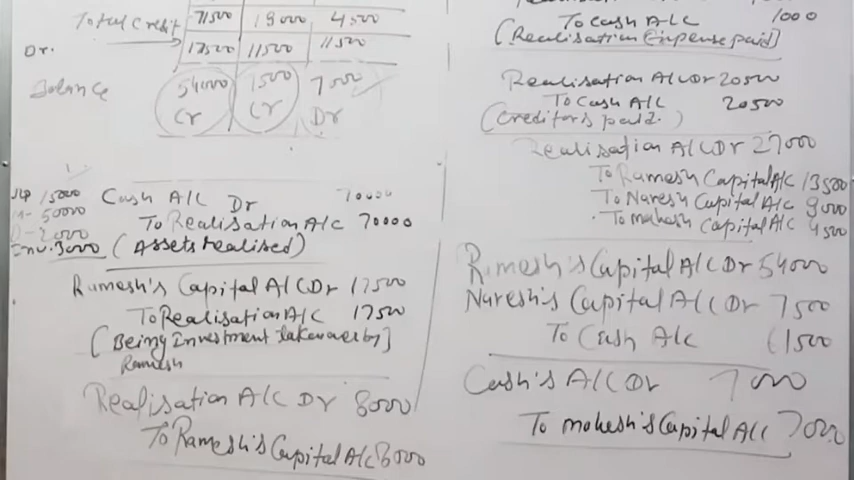 Total Credit 71500 19000 4500
Dr. 17500 11500 11500
Balance 54000 Cr 7500 Cr 7000 Dr
15000 Cash A/C Dr 70000
50000 To Realisation A/C 70000
2000
3000 (Assets realised)
Ramesh's Capital A/C Dr 17500
To Realisation A/C 17500
[Being Investment taken over by]
Ramesh
Realisation A/C Dr 8000
To Ramesh's Capital A/C 8000
To Cash A/C 1000
(Realisation Expense paid)
Realisation A/C Dr 20500
To Cash A/C 20500
(Creditors paid.)
Realisation A/C Dr 27000
To Ramesh Capital A/C 13500
To Naresh Capital A/C 9000
To mahesh Capital A/C 4500
Ramesh's Capital A/C Dr 54000
Naresh's Capital A/C Dr 7500
To Cash A/c 61500
Cash's A/C Dr 7000
To mahesh's Capital A/C 7000